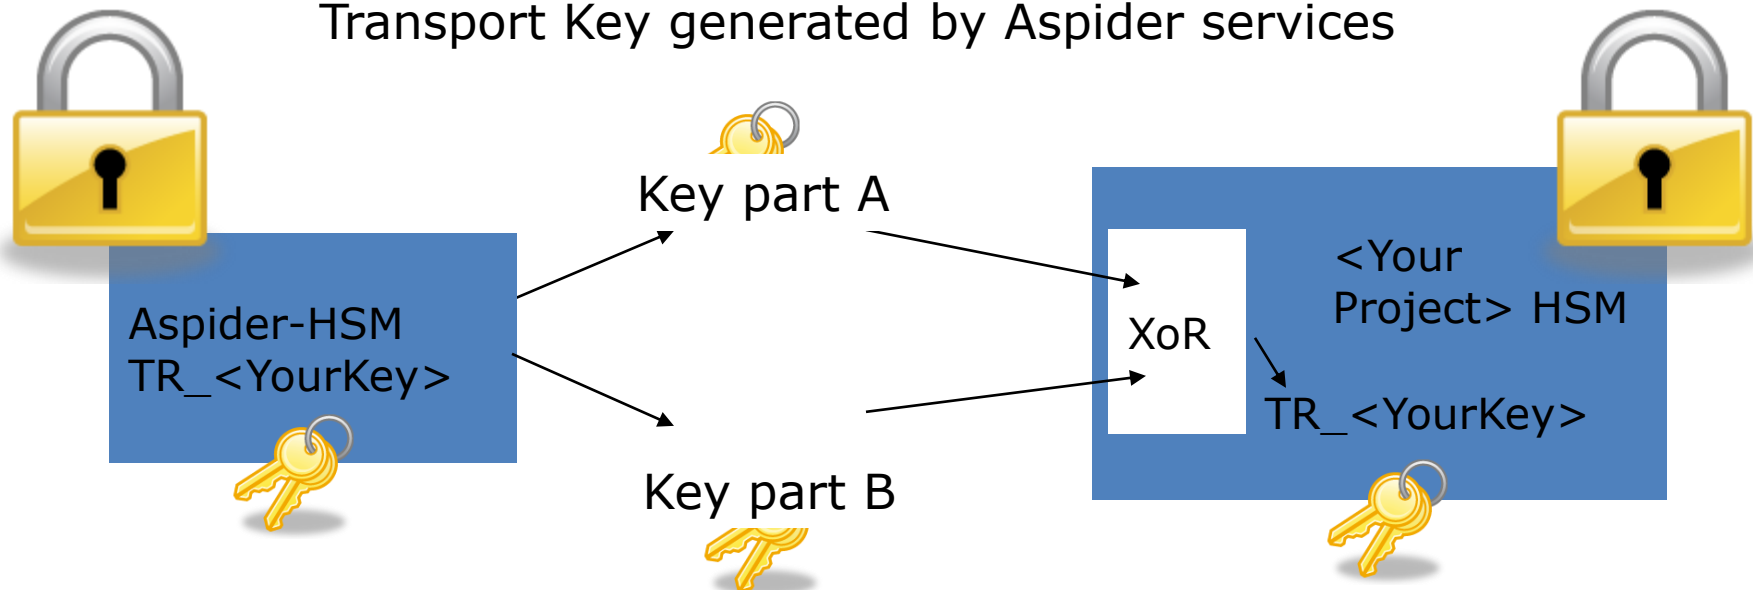 Transport Key generated by Aspider services
Key part A
Aspider-HSM
TR_<YourKey>
XoR
<Your
Project> HSM
TR_<YourKey>
Key part B